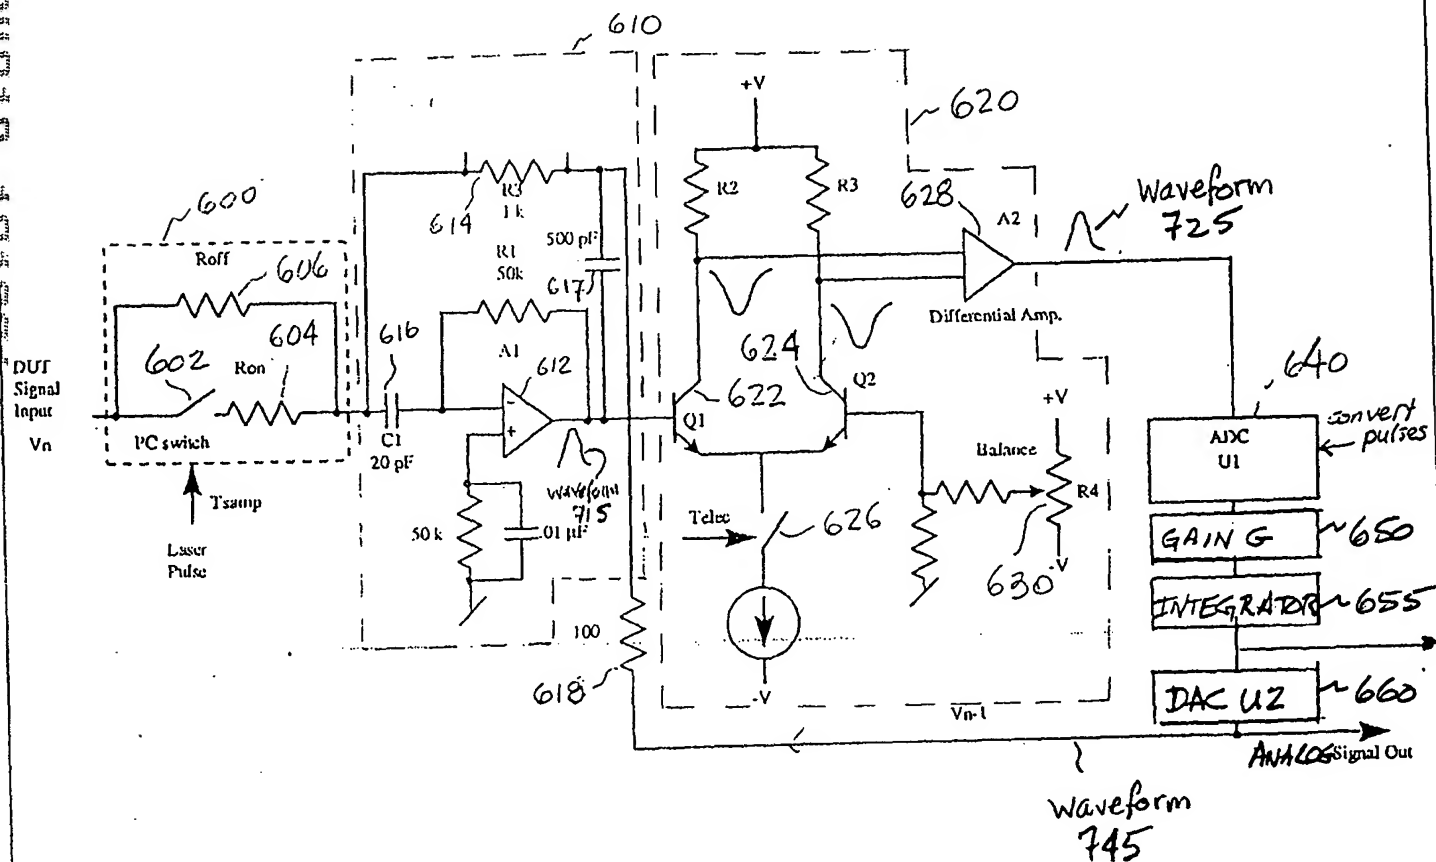 610
+V
620
R2
R3
628
A2
Waveform
725
600
R3
1 k
614
Roff
606
R1
50k
500 pF
617
Differential Amp.
616
604
602
Ron
DUT
Signal
Input
Vn
PC switch
A1
612
-
+
C1
20 pF
Q1
622
624
Q2
+V
640
ADC
U1
convert
pulses
Balance
R4
Tsamp
Laser
Pulse
waveform
715
50 k
.01 µF
Telec
626
630
-V
GAIN G
650
INTEGRATOR
655
100
618
-V
Vn-1
DAC U2
660
ANALOG Signal Out
Waveform
745